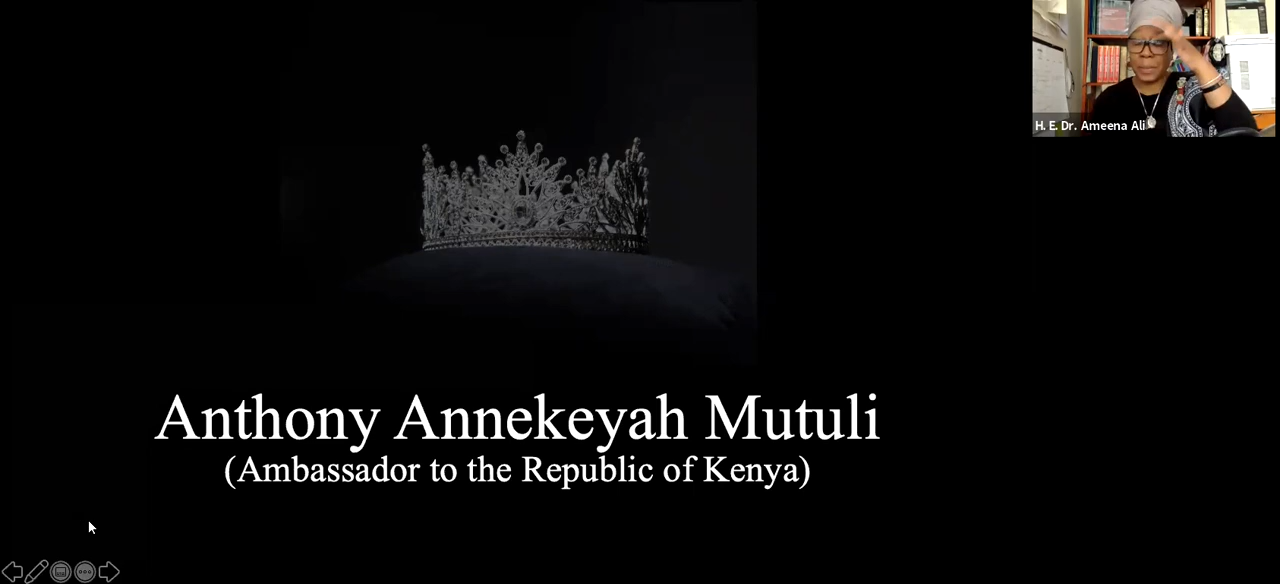 H. E. Dr. Ameena Ali
Anthony Annekeyah Mutuli
(Ambassador to the Republic of Kenya)